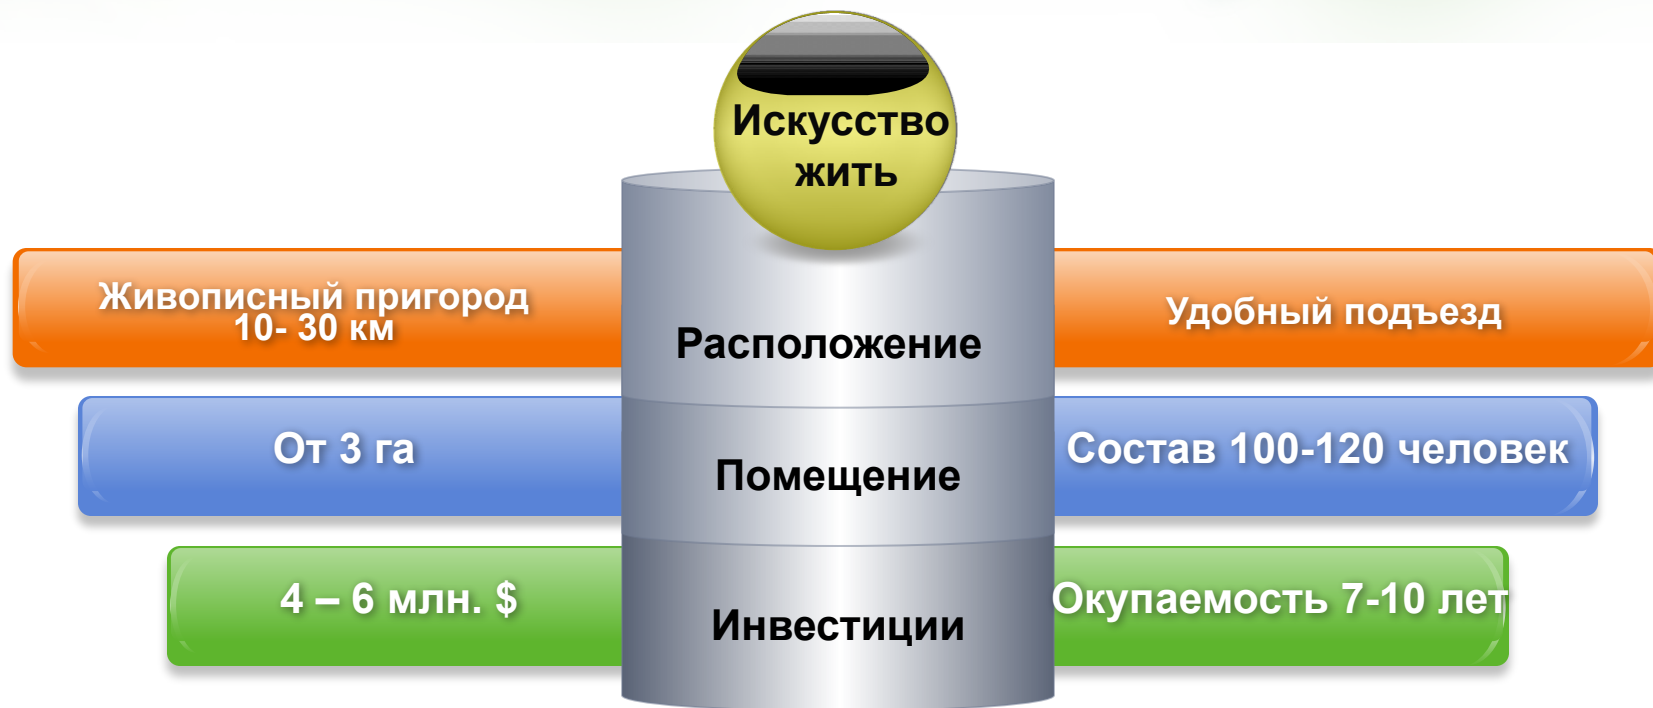 Искусство
жить
Живописный пригород
10- 30 км
Расположение
Удобный подъезд
От 3 га
Помещение
Состав 100-120 человек
4 – 6 млн. $
Инвестиции
Окупаемость 7-10 лет